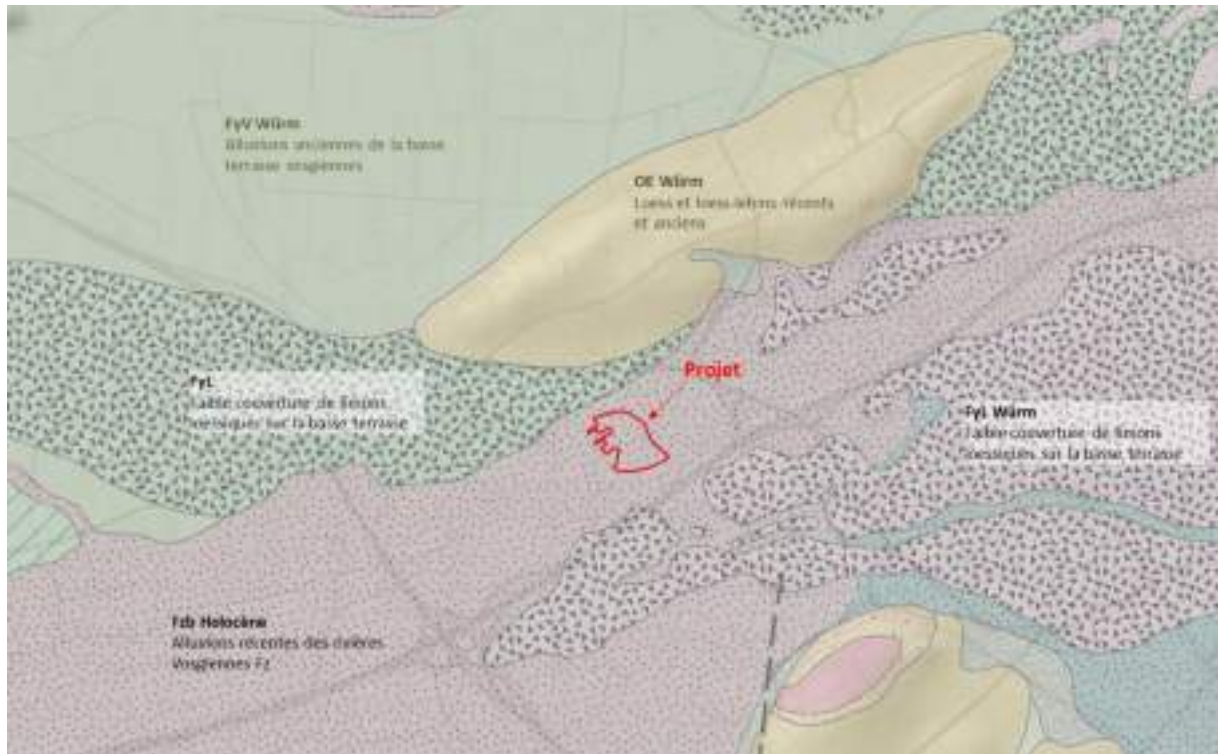 FyV Würm
Alluvions anciennes de la basse
terrasse vosgiennes
OE Würm
Loess et loess-lehms récents
et anciens
Projet
FyL
Faible couverture de limons
loessiques sur la basse terrasse
FyL Würm
Faible couverture de limons
loessiques sur la basse terrasse
Fzb Holocène
Alluvions récentes des rivières
Vosgiennes Fz